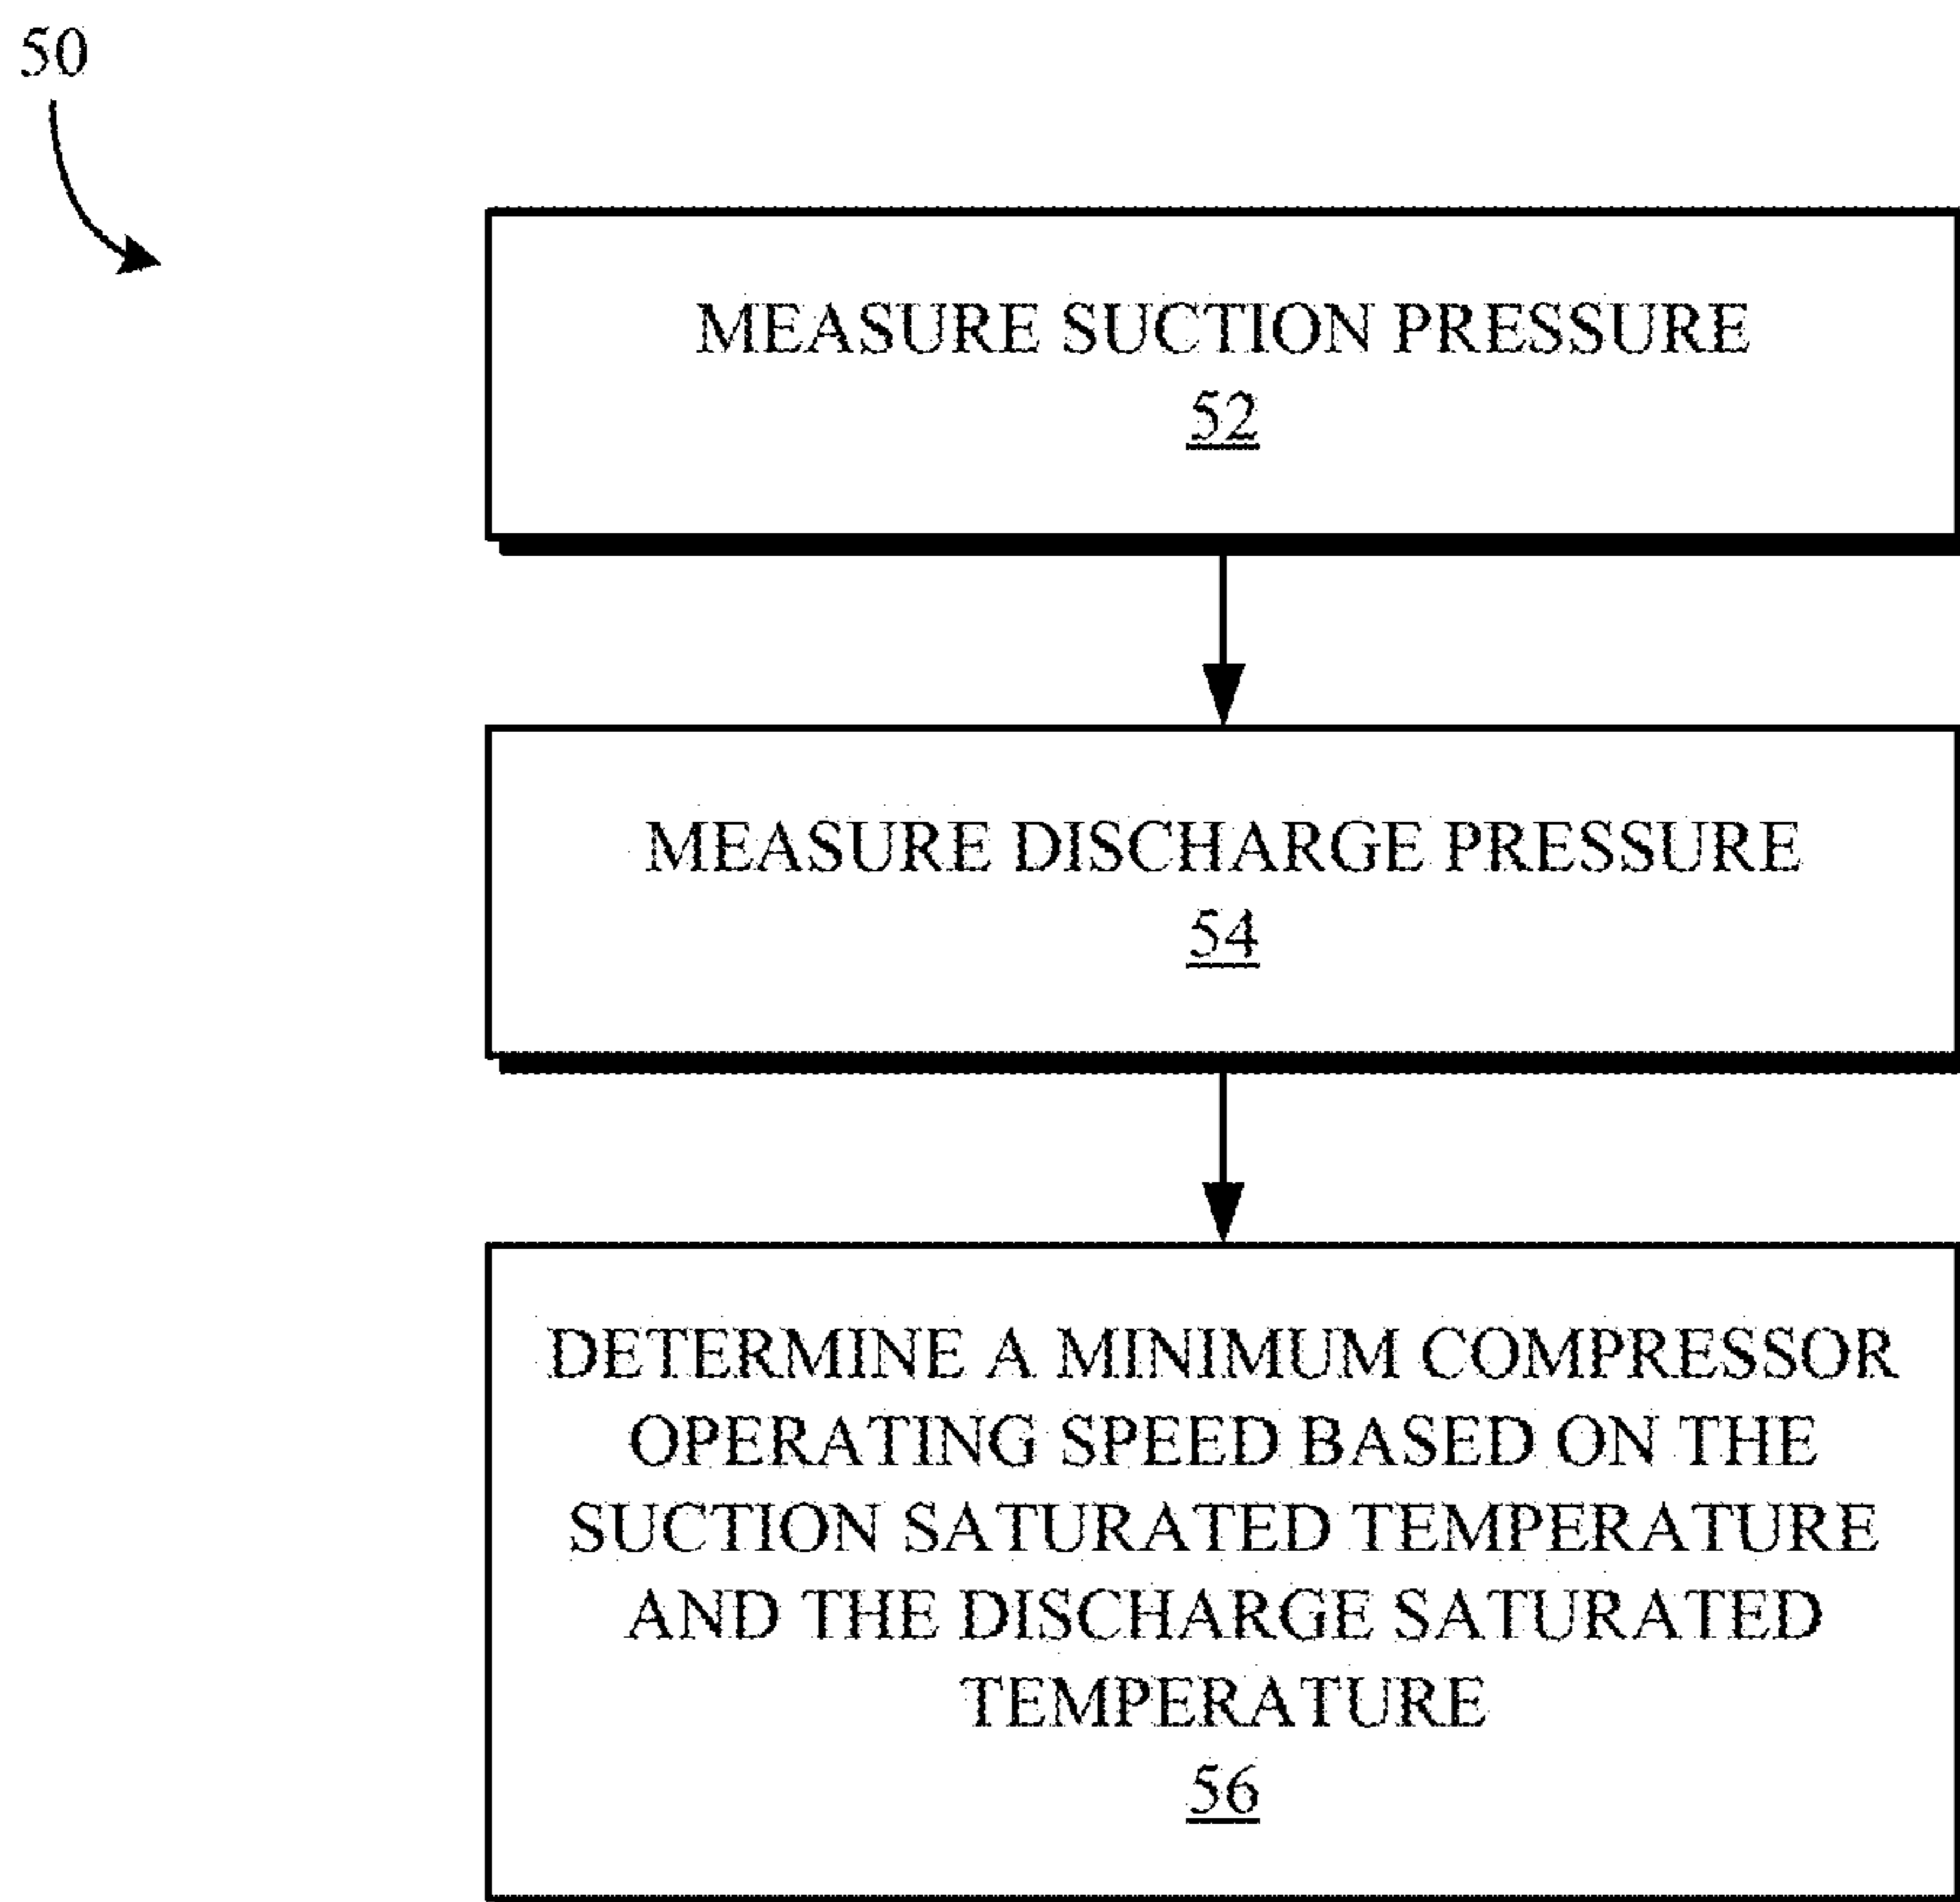 50
MEASURE SUCTION PRESSURE
52
MEASURE DISCHARGE PRESSURE
54
DETERMINE A MINIMUM COMPRESSOR
OPERATING SPEED BASED ON THE
SUCTION SATURATED TEMPERATURE
AND THE DISCHARGE SATURATED
TEMPERATURE
56